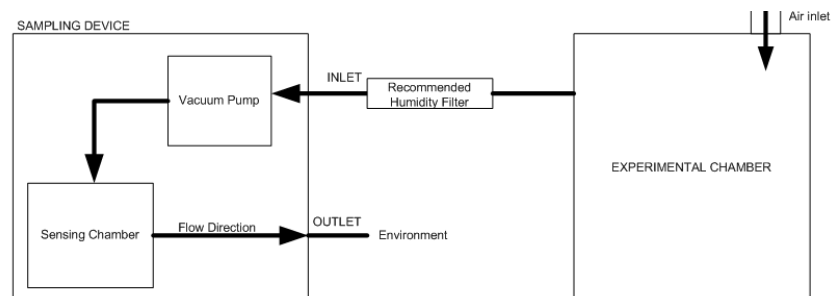 SAMPLING DEVICE
Air inlet
INLET
Vacuum Pump
Recommended
Humidity Filter
EXPERIMENTAL CHAMBER
Sensing Chamber
Flow Direction
OUTLET
Environment